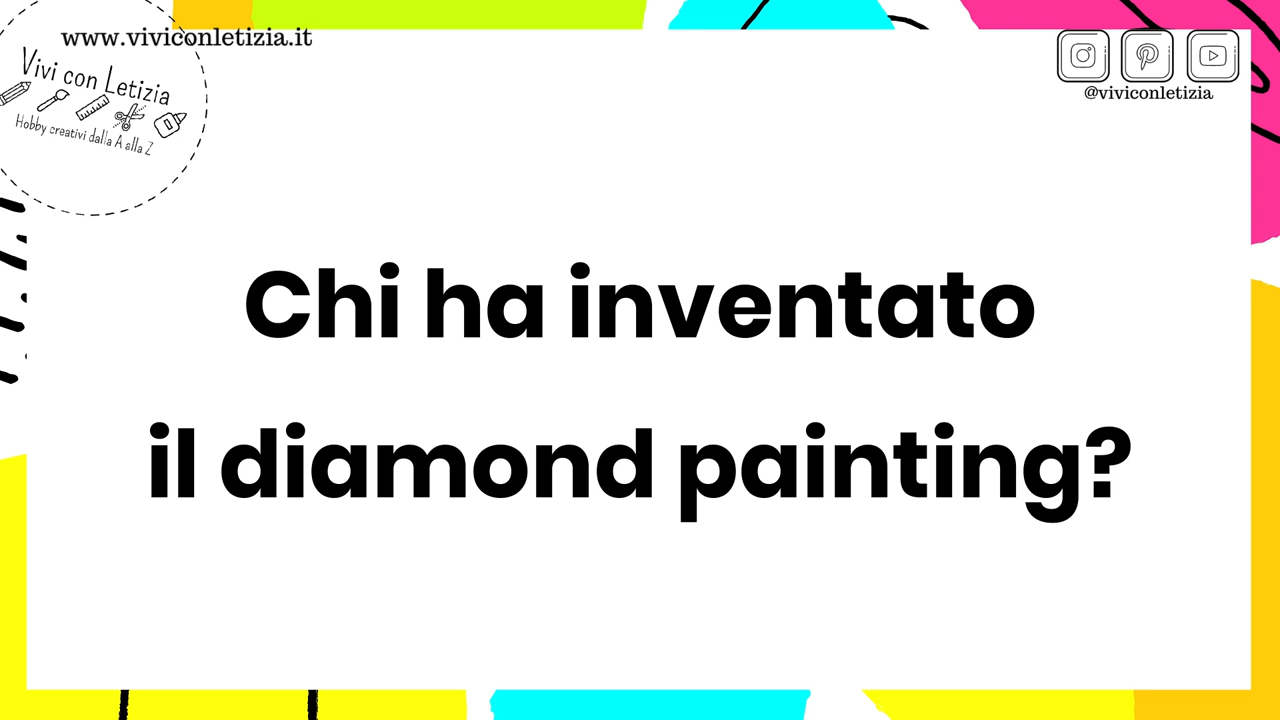 www.viviconletizia.it
Vivi con Letizia
Hobby creativi dalla A alla Z
@viviconletizia
Chi ha inventato
il diamond painting?